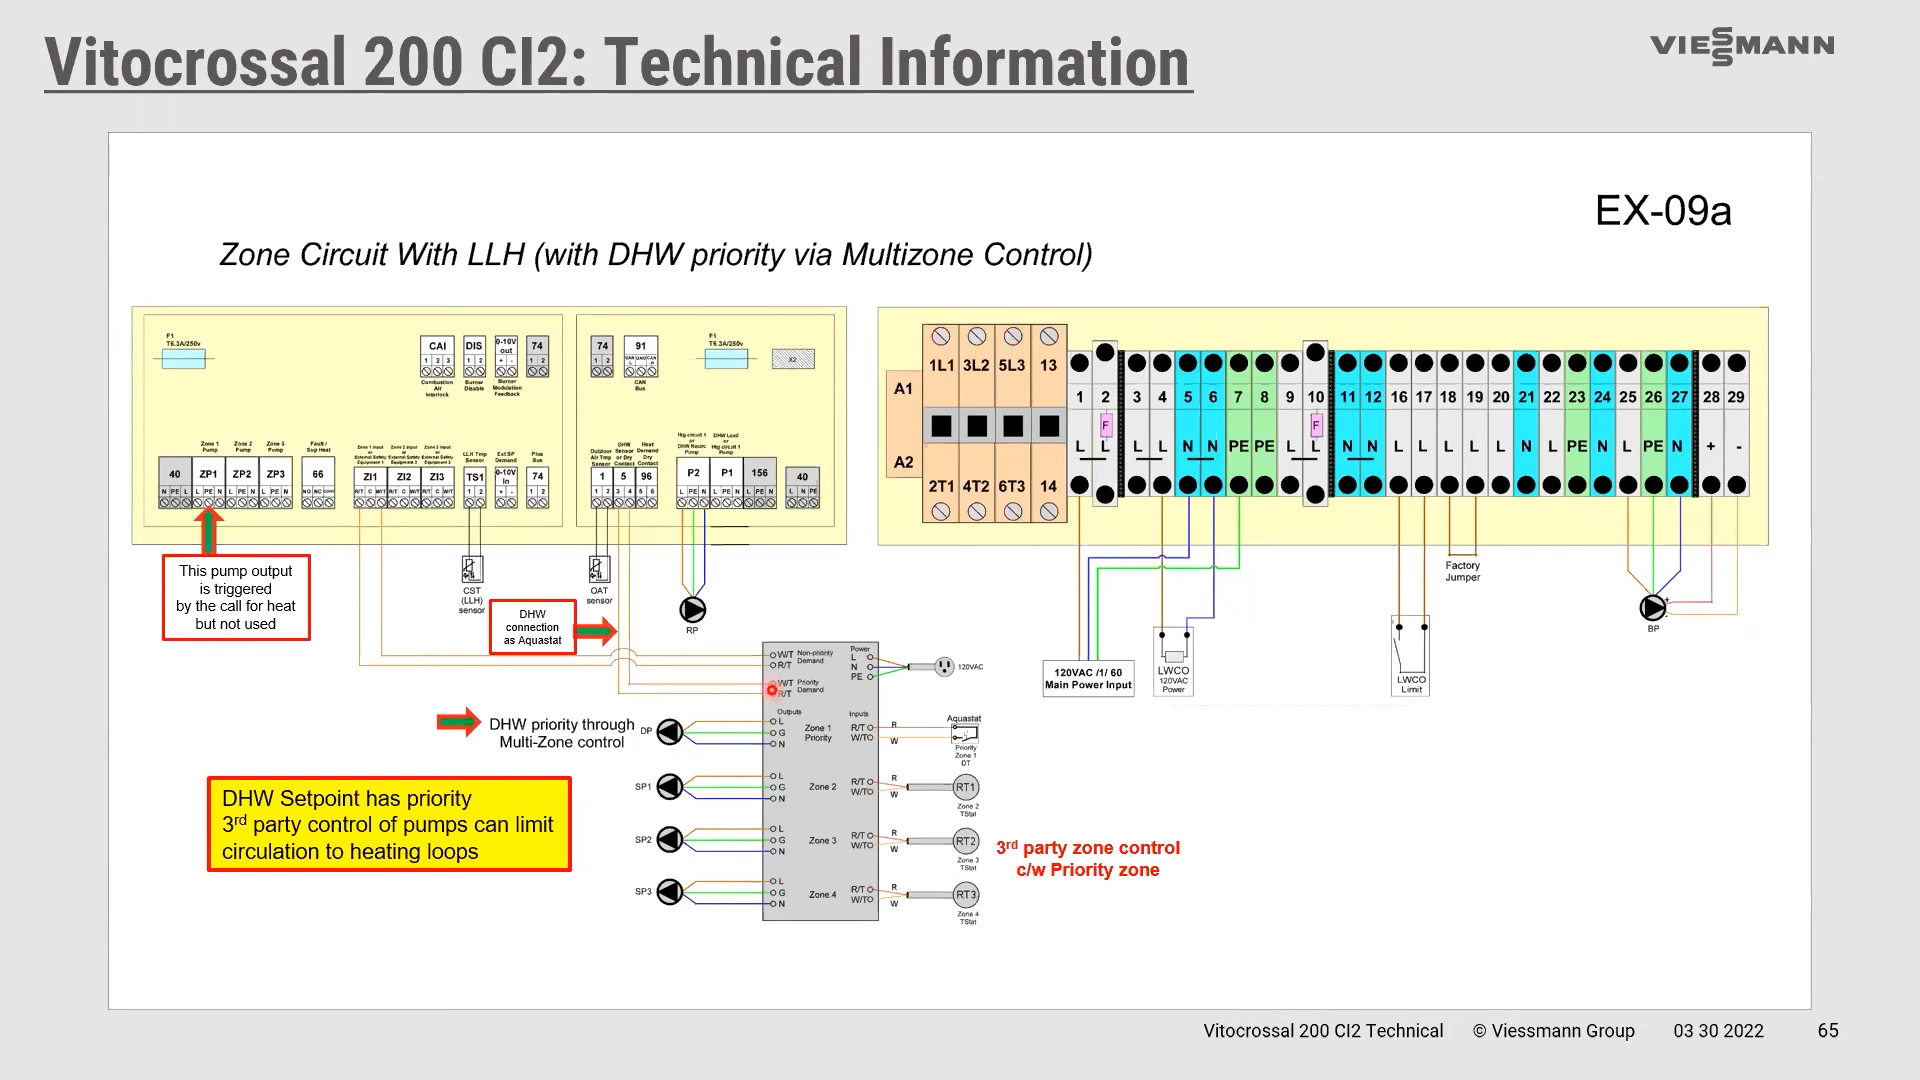 Vitocrossal 200 CI2: Technical Information
VIESSMANN
EX-09a
Zone Circuit With LLH (with DHW priority via Multizone Control)
F1
T6.3A/250v
CAI
1 2 3
Combustion
Air
Interlock
DIS
1 2
Burner
Disable
0-10V
out
+ -
Burner
Modulation
Feedback
74
1 2
74
1 2
91
CAN
Bus
F1
T6.3A/250v
X2
40
N PE L
Zone 1
Pump
ZP1
L PE N
Zone 2
Pump
ZP2
L PE N
Zone 3
Pump
ZP3
L PE N
Fault /
Sup Heat
66
NO NC com
Zone 1 input
or
External Safety
Equipment 1
ZI1
R/T C W/T
Zone 2 input
or
External Safety
Equipment 2
ZI2
R/T C W/T
Zone 3 input
or
External Safety
Equipment 3
ZI3
R/T C W/T
LLH Tmp
Sensor
TS1
1 2
Ext SP
Demand
0-10V
In
+ -
Plus
Bus
74
1 2
Outdoor
Air Tmp
Sensor
1
1 2
DHW
Sensor
or Dry
Contact
5
3 4
Heat
Demand
Dry
Contact
96
5 6
Htg circuit 1
or
DHW Recirc
Pump
P2
L PE N
DHW Load
or
Htg circuit 1
Pump
P1
L PE N
156
L PE N
40
L N PE
This pump output
is triggered
by the call for heat
but not used
CST
(LLH)
sensor
OAT
sensor
DHW
connection
as Aquastat
RP
A1
A2
1L1 3L2 5L3 13
2T1 4T2 6T3 14
1 2 3 4 5 6 7 8 9 10 11 12 16 17 18 19 20 21 22 23 24 25 26 27 28 29
F F
L L L L N N PE PE L L N N L L L L L N L PE N L PE N + -
120VAC /1/ 60
Main Power Input
LWCO
120VAC
Power
LWCO
Limit
Factory
Jumper
+
-
BP
W/T Non-priority
R/T Demand
W/T Priority
R/T Demand
Power
L
N
PE
120VAC
Outputs
Inputs
DHW priority through
Multi-Zone control
DP
L
G
N
Zone 1
Priority
R/T
W/T
R
W
Aquastat
Priority
Zone 1
DT
SP1
L
G
N
Zone 2
R/T
W/T
R
W
RT1
Zone 2
TStat
SP2
L
G
N
Zone 3
R/T
W/T
R
W
RT2
Zone 3
TStat
SP3
L
G
N
Zone 4
R/T
W/T
R
W
RT3
Zone 4
TStat
DHW Setpoint has priority
3rd party control of pumps can limit
circulation to heating loops
3rd party zone control
c/w Priority zone
Vitocrossal 200 CI2 Technical © Viessmann Group 03 30 2022 65